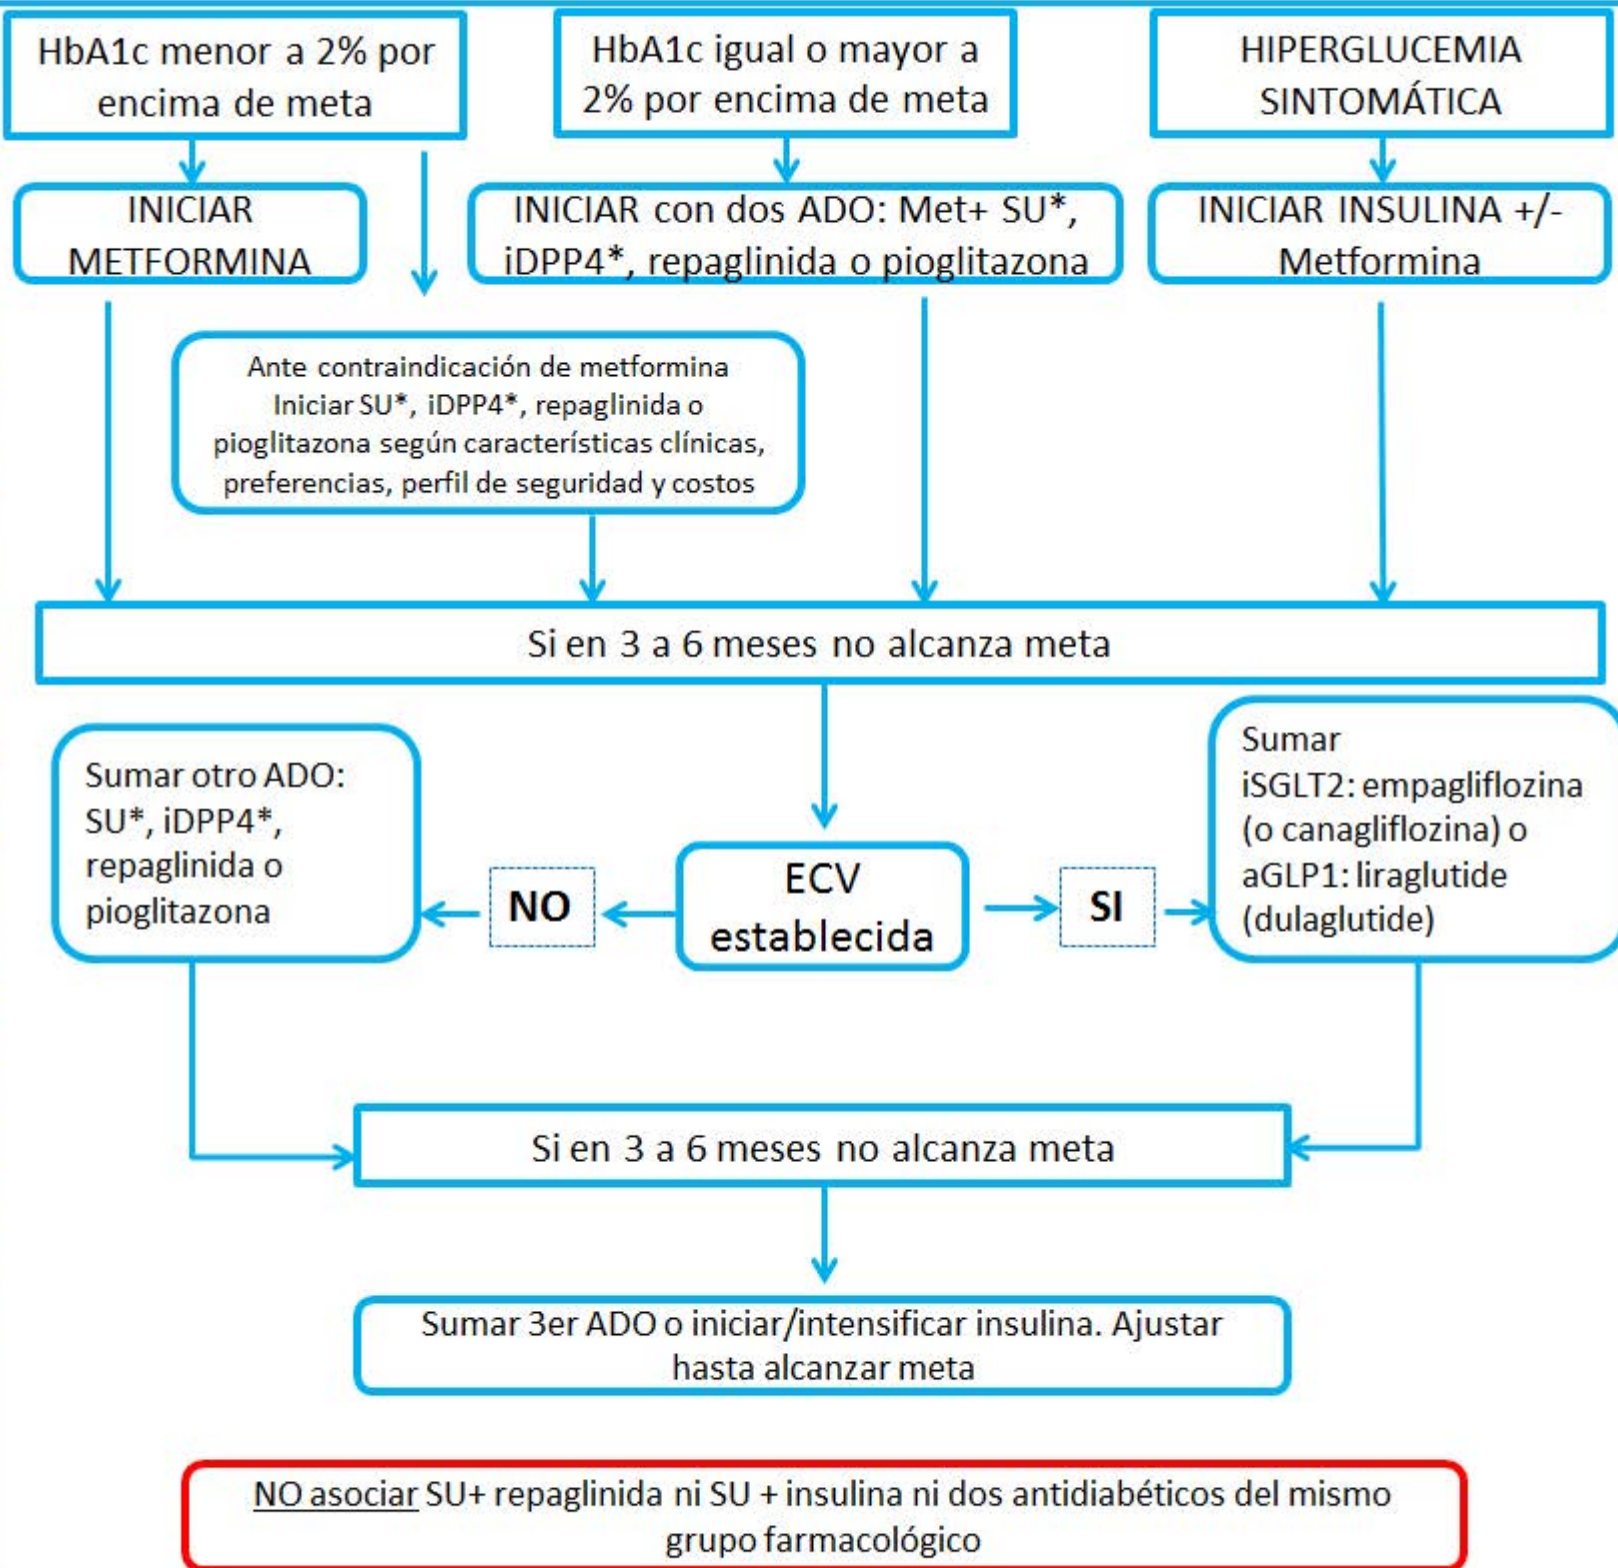 HbA1c menor a 2% por
encima de meta
HbA1c igual o mayor a
2% por encima de meta
HIPERGLUCEMIA
SINTOMÁTICA
INICIAR
METFORMINA
INICIAR con dos ADO: Met+ SU*,
iDPP4*, repaglinida o pioglitazona
INICIAR INSULINA +/-
Metformina
Ante contraindicación de metformina
Iniciar SU*, iDPP4*, repaglinida o
pioglitazona según característicias clínicas,
preferencias, perfil de seguridad y costos
Si en 3 a 6 meses no alcanza meta
Sumar otro ADO:
SU*, iDPP4*,
repaglinida o
pioglitazona
NO
ECV
establecida
SI
Sumar
iSGLT2: empagliflozina
(o canagliflozina) o
aGLP1: liraglutide
(dulaglutide)
Si en 3 a 6 meses no alcanza meta
Sumar 3er ADO o iniciar/intensificar insulina. Ajustar
hasta alcanzar meta
NO asociar SU+ repaglinida ni SU + insulina ni dos antidiabéticos del mismo
grupo farmacológico